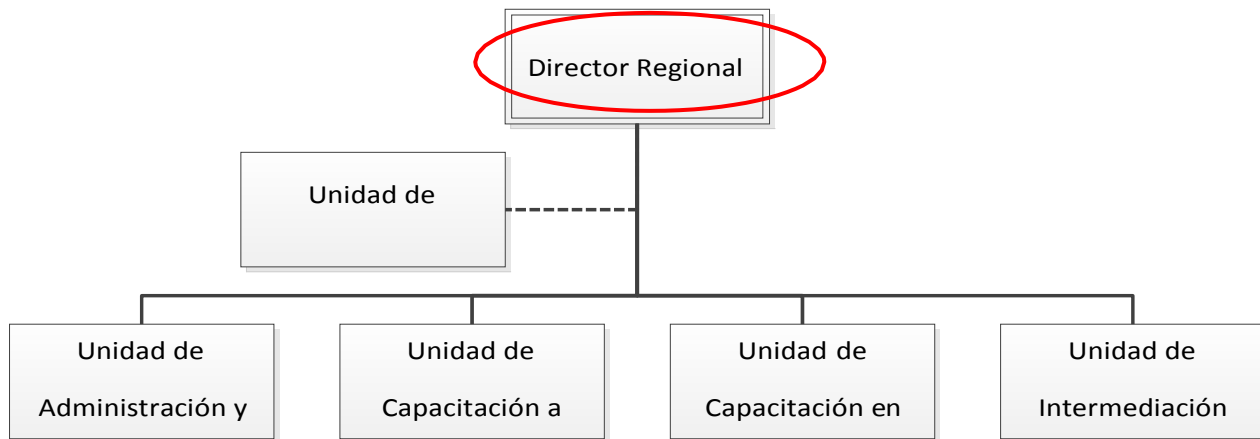 Director Regional
Unidad de
Unidad de
Administración y
Unidad de
Capacitación a
Unidad de
Capacitación en
Unidad de
Intermediación